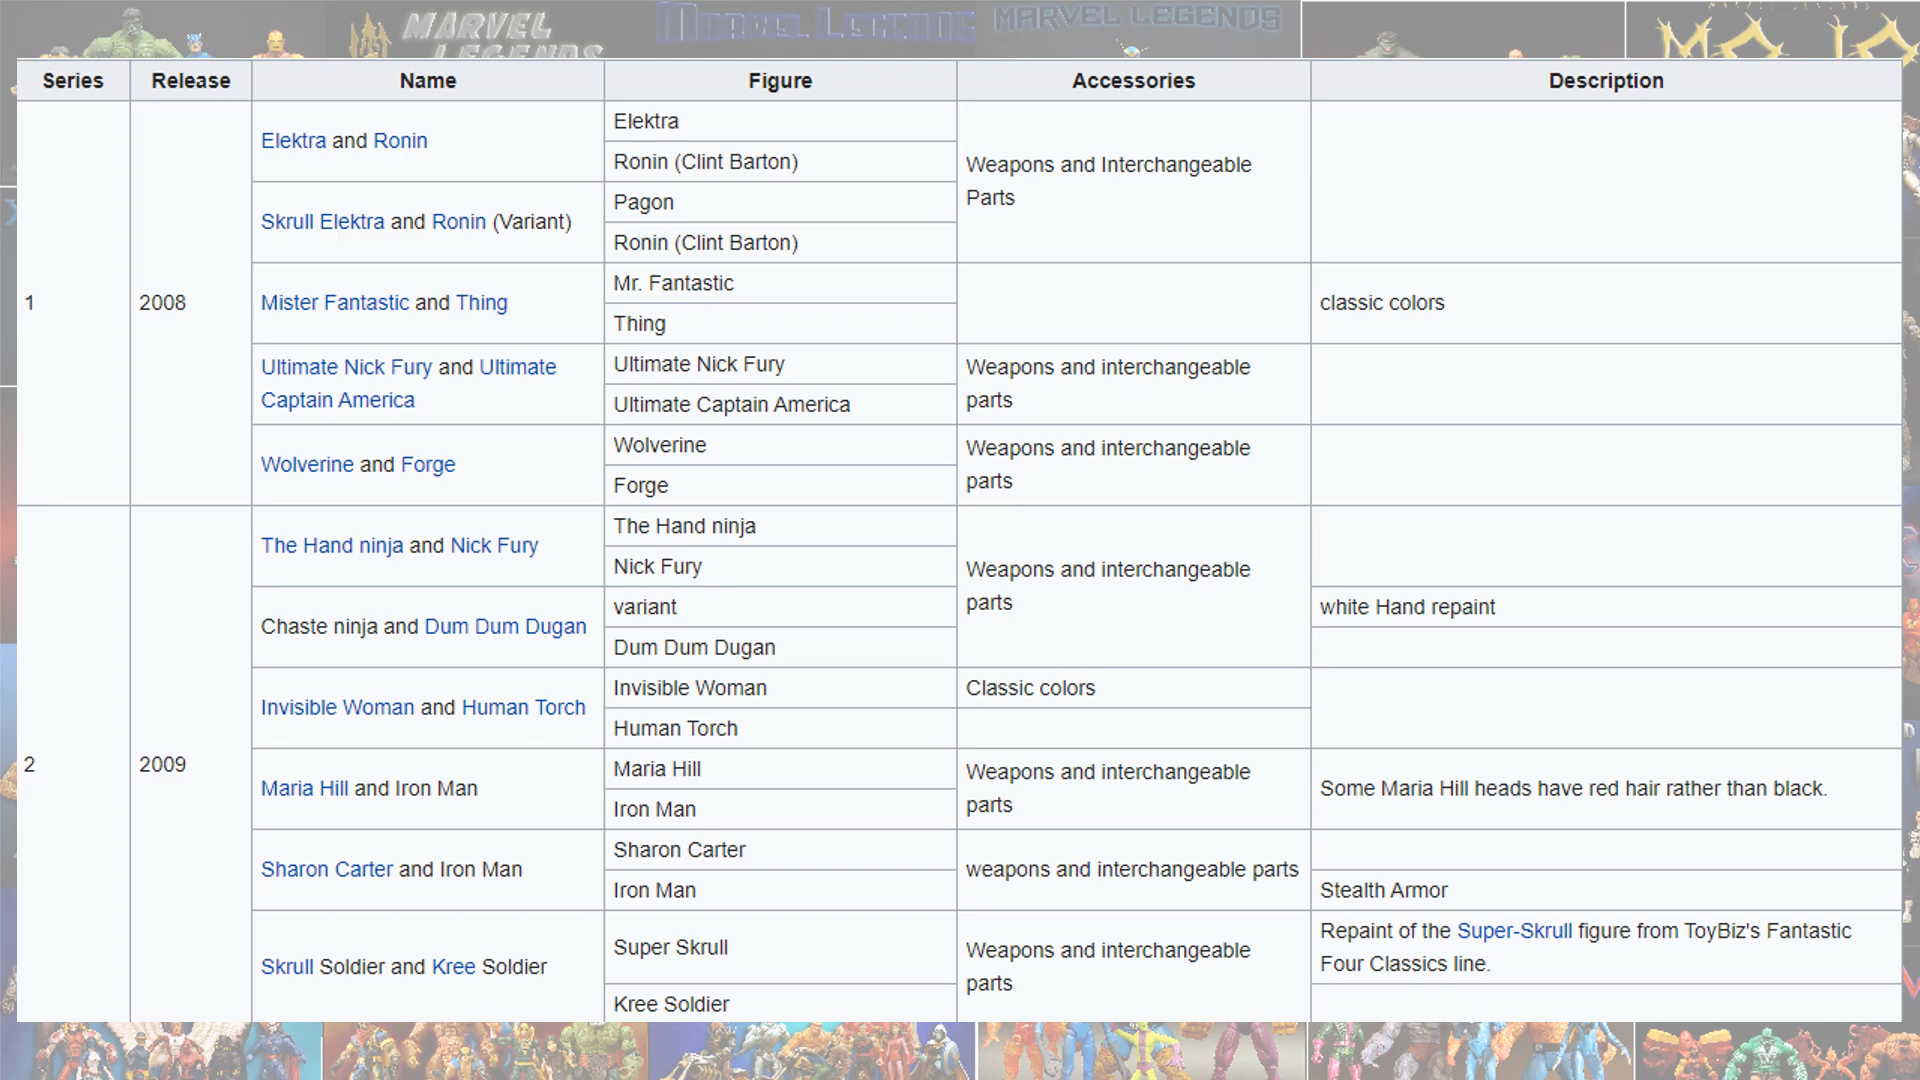 MARVEL
LEGENDS
MARVEL LEGENDS
MARVEL LEGENDS
Series Release Name Figure Accessories Description
1 2008
Elektra and Ronin
Elektra
Ronin (Clint Barton)
Weapons and Interchangeable
Parts
Skrull Elektra and Ronin (Variant)
Pagon
Ronin (Clint Barton)
Mister Fantastic and Thing
Mr. Fantastic
Thing
classic colors
Ultimate Nick Fury and Ultimate
Captain America
Ultimate Nick Fury
Ultimate Captain America
Weapons and interchangeable
parts
Wolverine and Forge
Wolverine
Forge
Weapons and interchangeable
parts
2 2009
The Hand ninja and Nick Fury
The Hand ninja
Nick Fury
Weapons and interchangeable
parts
Chaste ninja and Dum Dum Dugan
variant
white Hand repaint
Dum Dum Dugan
Invisible Woman and Human Torch
Invisible Woman
Classic colors
Human Torch
Maria Hill and Iron Man
Maria Hill
Iron Man
Weapons and interchangeable
parts
Some Maria Hill heads have red hair rather than black.
Sharon Carter and Iron Man
Sharon Carter
Iron Man
weapons and interchangeable parts
Stealth Armor
Skrull Soldier and Kree Soldier
Super Skrull
Kree Soldier
Weapons and interchangeable
parts
Repaint of the Super-Skrull figure from ToyBiz's Fantastic
Four Classics line.